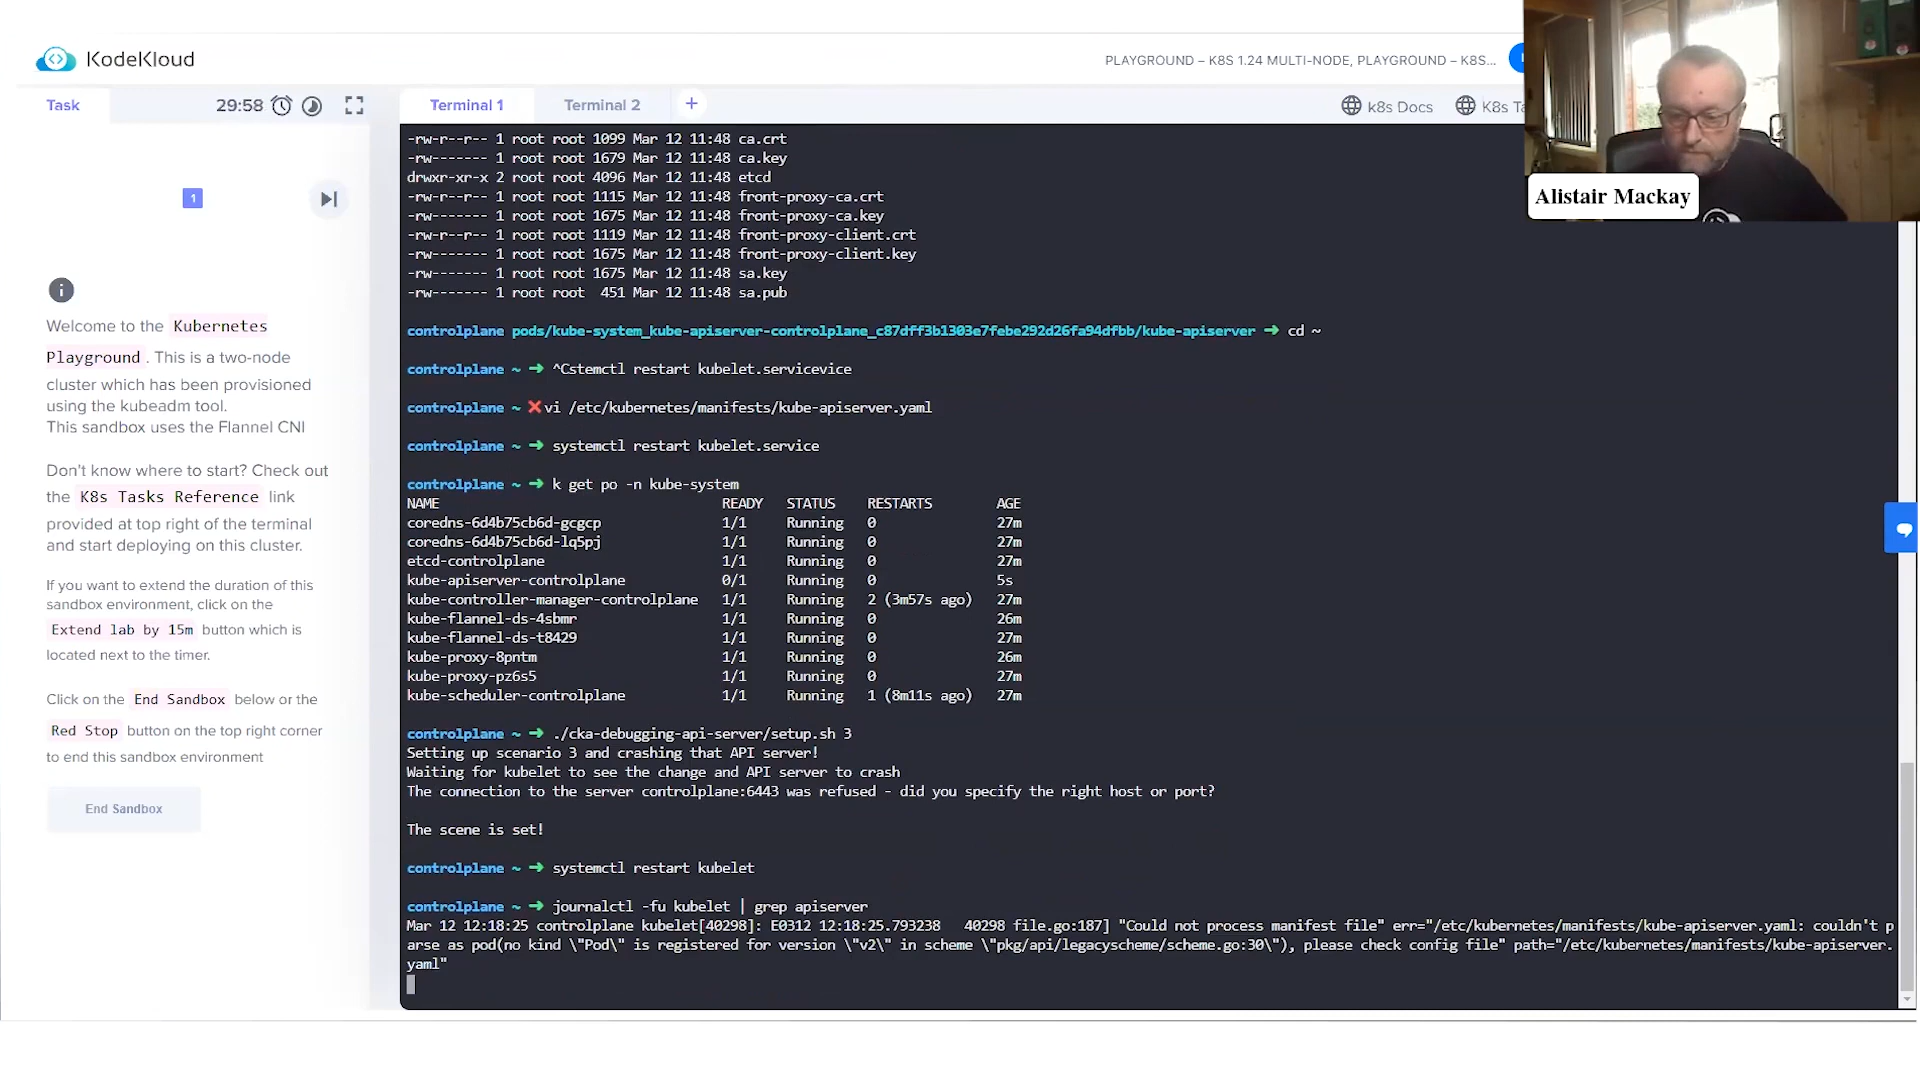 KodeKloud
PLAYGROUND – K8S 1.24 MULTI-NODE, PLAYGROUND – K8S...
Task
29:58
Terminal 1
Terminal 2
+
k8s Docs
K8s Ta
1
Welcome to the Kubernetes
Playground. This is a two-node
cluster which has been provisioned
using the kubeadm tool.
This sandbox uses the Flannel CNI
Don't know where to start? Check out
the K8s Tasks Reference link
provided at top right of the terminal
and start deploying on this cluster.
If you want to extend the duration of this
sandbox environment, click on the
Extend lab by 15m button which is
located next to the timer.
Click on the End Sandbox below or the
Red Stop button on the top right corner
to end this sandbox environment
End Sandbox
-rw-r--r-- 1 root root 1099 Mar 12 11:48 ca.crt
-rw------- 1 root root 1679 Mar 12 11:48 ca.key
drwxr-xr-x 2 root root 4096 Mar 12 11:48 etcd
-rw-r--r-- 1 root root 1115 Mar 12 11:48 front-proxy-ca.crt
-rw------- 1 root root 1675 Mar 12 11:48 front-proxy-ca.key
-rw-r--r-- 1 root root 1119 Mar 12 11:48 front-proxy-client.crt
-rw------- 1 root root 1675 Mar 12 11:48 front-proxy-client.key
-rw------- 1 root root 1675 Mar 12 11:48 sa.key
-rw------- 1 root root  451 Mar 12 11:48 sa.pub
controlplane pods/kube-system_kube-apiserver-controlplane_c87dff3b1303e7febe292d26fa94dfbb/kube-apiserver ➜ cd ~
controlplane ~ ➜ ^Cstemctl restart kubelet.servicevice
controlplane ~ ✖ vi /etc/kubernetes/manifests/kube-apiserver.yaml
controlplane ~ ➜ systemctl restart kubelet.service
controlplane ~ ➜ k get po -n kube-system
NAME READY STATUS RESTARTS AGE
coredns-6d4b75cb6d-gcgcp 1/1 Running 0 27m
coredns-6d4b75cb6d-lq5pj 1/1 Running 0 27m
etcd-controlplane 1/1 Running 0 27m
kube-apiserver-controlplane 0/1 Running 0 5s
kube-controller-manager-controlplane 1/1 Running 2 (3m57s ago) 27m
kube-flannel-ds-4sbmr 1/1 Running 0 26m
kube-flannel-ds-t8429 1/1 Running 0 27m
kube-proxy-8pntm 1/1 Running 0 26m
kube-proxy-pz6s5 1/1 Running 0 27m
kube-scheduler-controlplane 1/1 Running 1 (8m11s ago) 27m
controlplane ~ ➜ ./cka-debugging-api-server/setup.sh 3
Setting up scenario 3 and crashing that API server!
Waiting for kubelet to see the change and API server to crash
The connection to the server controlplane:6443 was refused - did you specify the right host or port?
The scene is set!
controlplane ~ ➜ systemctl restart kubelet
controlplane ~ ➜ journalctl -fu kubelet | grep apiserver
Mar 12 12:18:25 controlplane kubelet[40298]: E0312 12:18:25.793238   40298 file.go:187] "Could not process manifest file" err="/etc/kubernetes/manifests/kube-apiserver.yaml: couldn't p
arse as pod(no kind \"Pod\" is registered for version \"v2\" in scheme \"pkg/api/legacyscheme/scheme.go:30\"), please check config file" path="/etc/kubernetes/manifests/kube-apiserver.
yaml"
Alistair Mackay